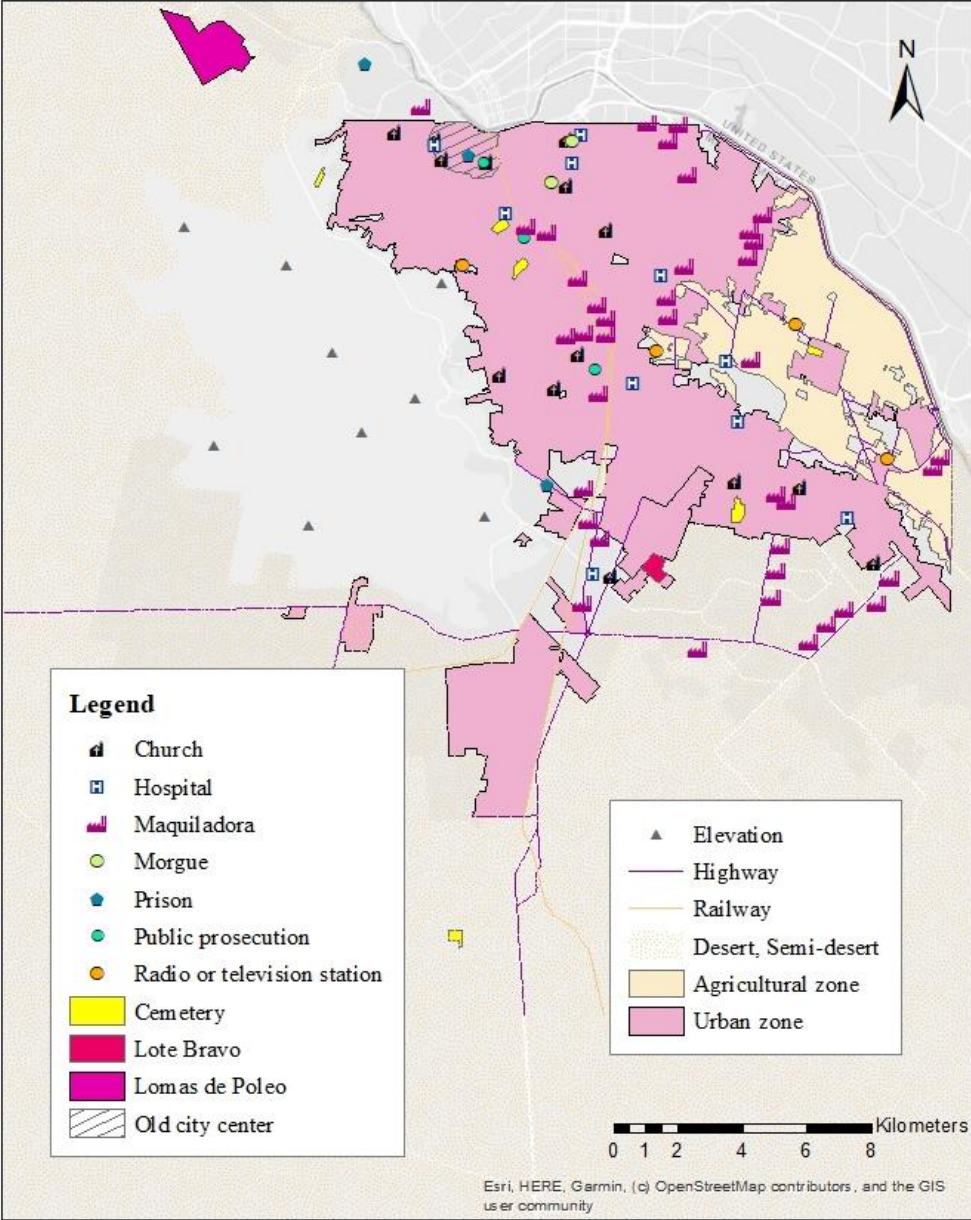 N
UNITED STATES
Legend
Church
Hospital
Maquiladora
Morgue
Prison
Public prosecution
Radio or television station
Cemetery
Lote Bravo
Lomas de Poleo
Old city center
Elevation
Highway
Railway
Desert, Semi-desert
Agricultural zone
Urban zone
Kilometers
0 1 2 4 6 8
Esri, HERE, Garmin, (c) OpenStreetMap contributors, and the GIS
user community